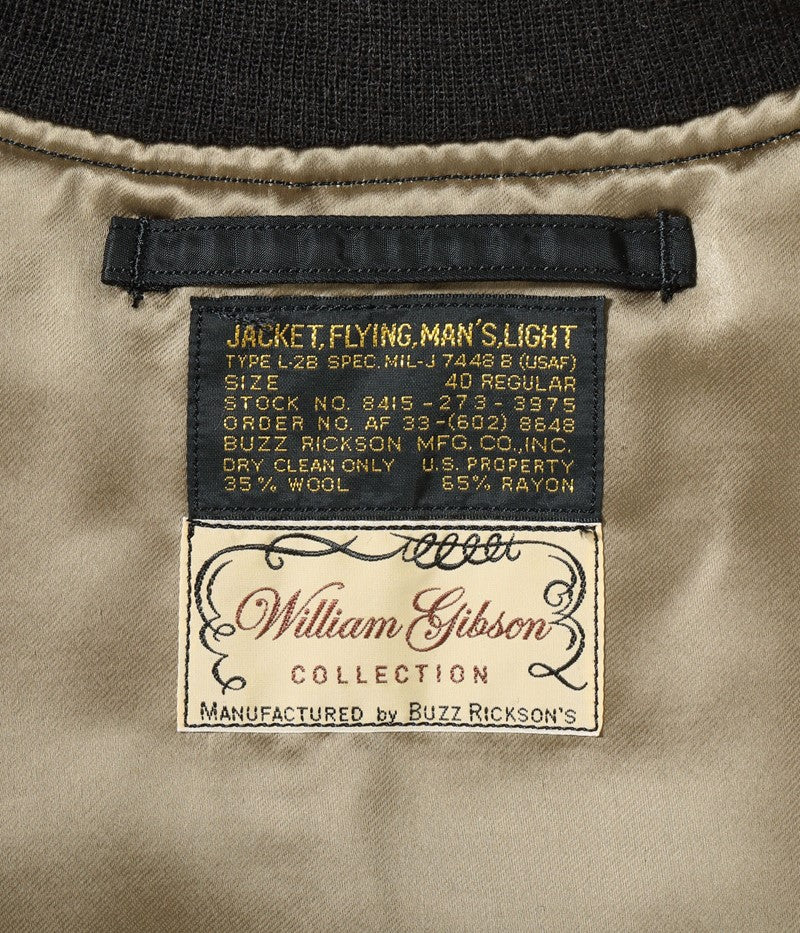 JACKET, FLYING, MAN'S, LIGHT
TYPE L-2B SPEC. MIL-J 7448 B (USAF)
SIZE 40 REGULAR
STOCK NO. 8415-273-3975
ORDER NO. AF 33-(602) 8648
BUZZ RICKSON MFG. CO., INC.
DRY CLEAN ONLY U.S. PROPERTY
35% WOOL 65% RAYON
William Gibson
COLLECTION
MANUFACTURED by BUZZ RICKSON'S